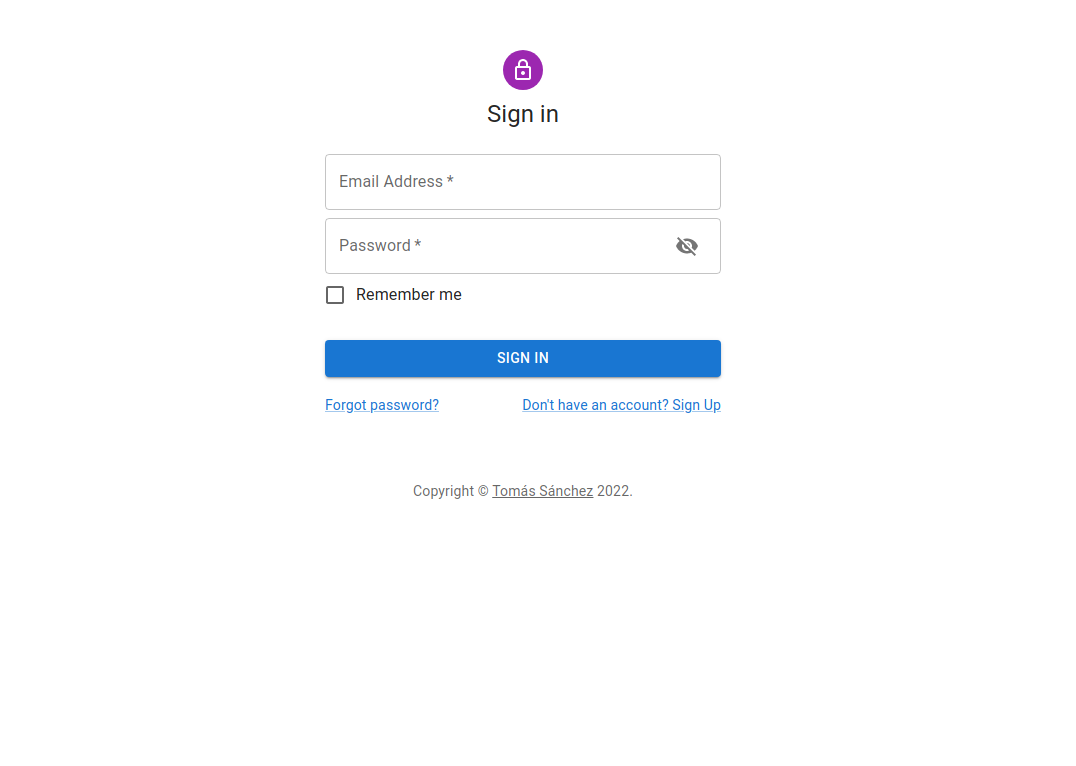 Sign in
Email Address *
Password *
Remember me
SIGN IN
Forgot password? Don't have an account? Sign Up
Copyright © Tomás Sánchez 2022.